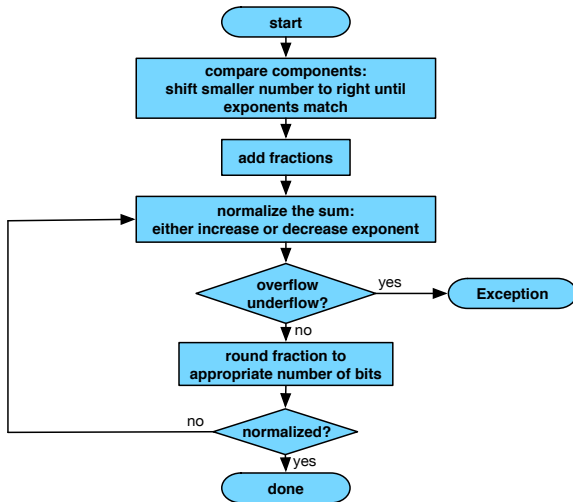 start
compare components:
shift smaller number to right until
exponents match
add fractions
normalize the sum:
either increase or decrease exponent
overflow
underflow?
yes
Exception
no
round fraction to
appropriate number of bits
no
normalized?
yes
done